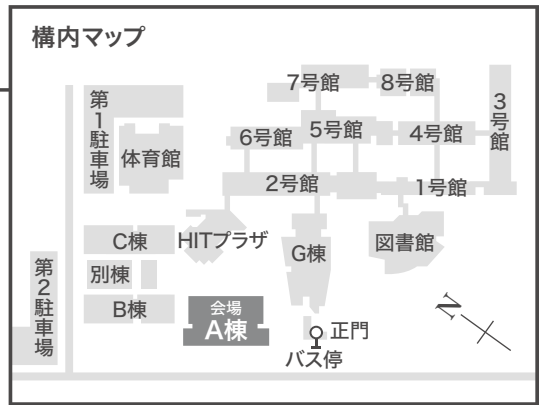 構内マップ
7号館
8号館
3号館
第1駐車場
体育館
6号館
5号館
4号館
2号館
1号館
C棟
HITプラザ
G棟
図書館
別棟
第2駐車場
B棟
会場
A棟
正門
バス停
N